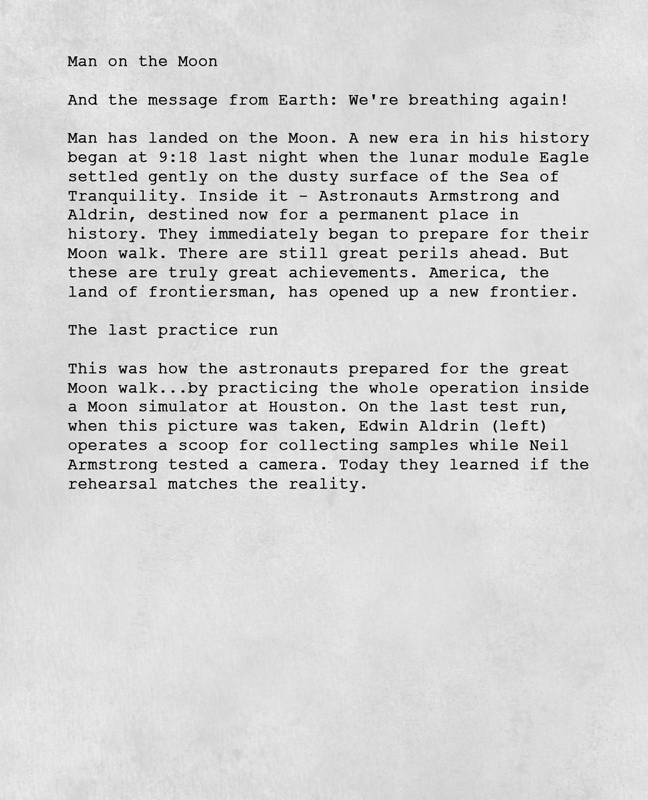 Man on the Moon
And the message from Earth: We're breathing again!
Man has landed on the Moon. A new era in his history
began at 9:18 last night when the lunar module Eagle
settled gently on the dusty surface of the Sea of
Tranquility. Inside it – Astronauts Armstrong and
Aldrin, destined now for a permanent place in
history. They immediately began to prepare for their
Moon walk. There are still great perils ahead. But
these are truly great achievements. America, the
land of frontiersman, has opened up a new frontier.
The last practice run
This was how the astronauts prepared for the great
Moon walk...by practicing the whole operation inside
a Moon simulator at Houston. On the last test run,
when this picture was taken, Edwin Aldrin (left)
operates a scoop for collecting samples while Neil
Armstrong tested a camera. Today they learned if the
rehearsal matches the reality.